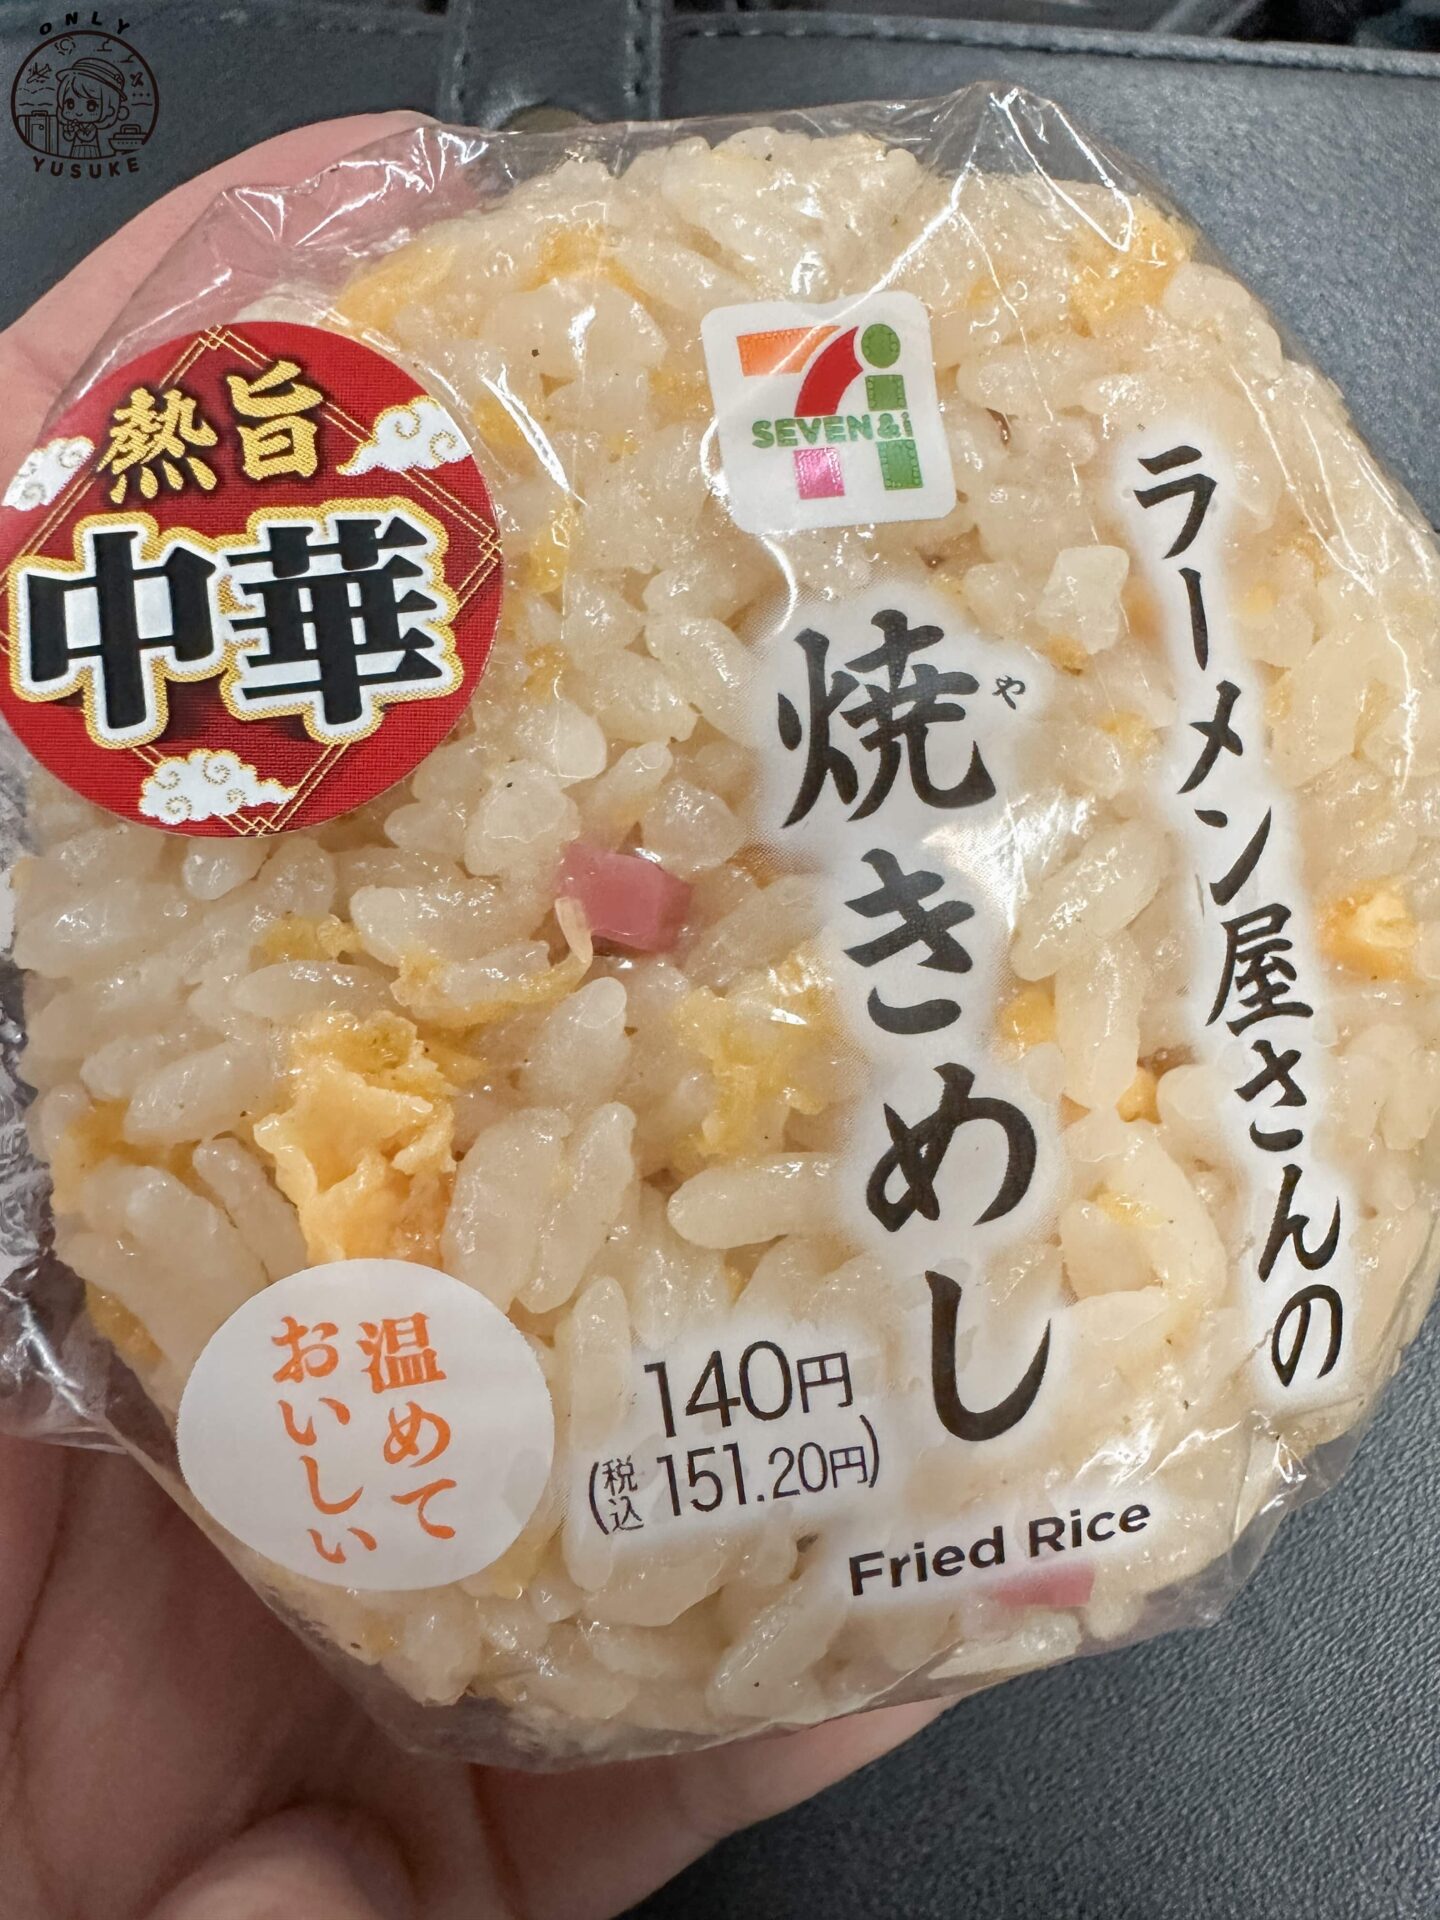 ONLY
YUSUKE
熱旨
中華
SEVEN&i
ラーメン屋さんの
焼きめし
や
温めて
おいしい
140円
(税込151.20円)
Fried Rice